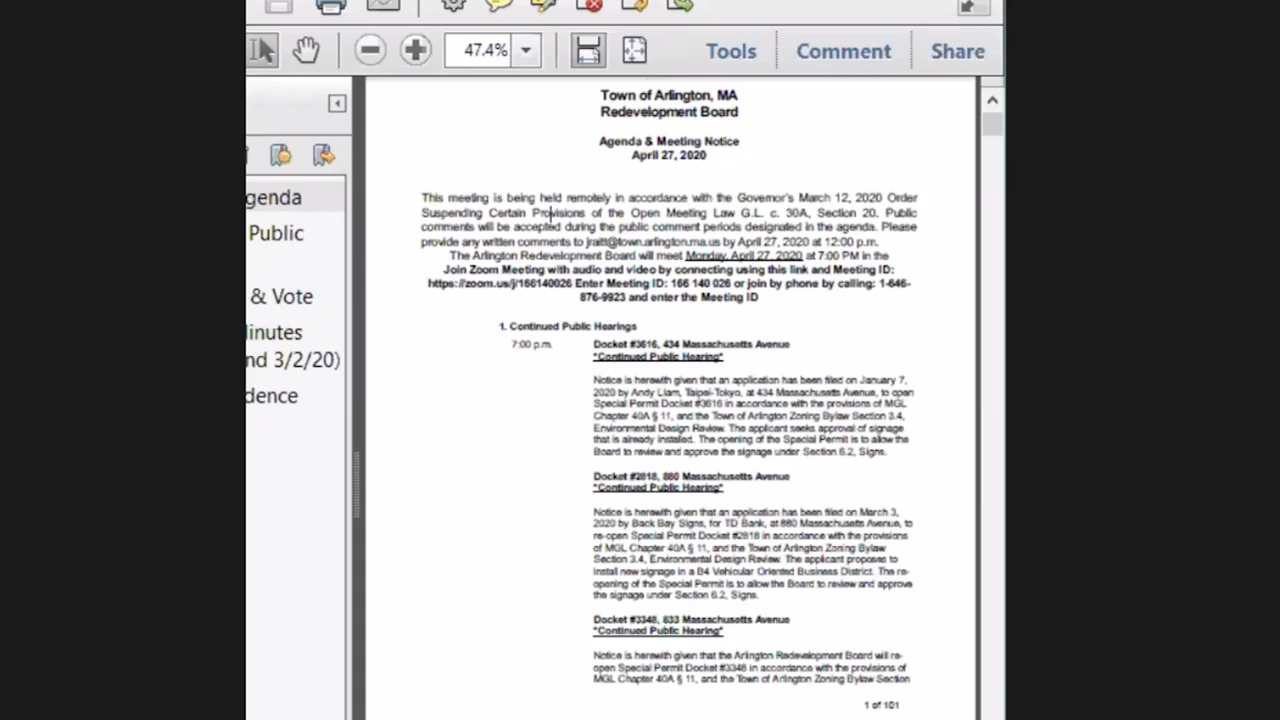 47.4%
Tools
Comment
Share
genda
Public
& Vote
linutes
nd 3/2/20)
dence
Town of Arlington, MA
Redevelopment Board
Agenda & Meeting Notice
April 27, 2020
This meeting is being held remotely in accordance with the Governor's March 12, 2020 Order
Suspending Certain Provisions of the Open Meeting Law G.L. c. 30A, Section 20. Public
comments will be accepted during the public comment periods designated in the agenda. Please
provide any written comments to jraitt@town.arlington.ma.us by April 27, 2020 at 12:00 p.m.
The Arlington Redevelopment Board will meet Monday, April 27, 2020 at 7:00 PM in the
Join Zoom Meeting with audio and video by connecting using this link and Meeting ID:
https://zoom.us/j/166140026 Enter Meeting ID: 166 140 026 or join by phone by calling: 1-646-
876-9923 and enter the Meeting ID
1. Continued Public Hearings
7:00 p.m.
Docket #3616, 434 Massachusetts Avenue
*Continued Public Hearing*
Notice is herewith given that an application has been filed on January 7,
2020 by Andy Liam, Taipei-Tokyo, at 434 Massachusetts Avenue, to open
Special Permit Docket #3616 in accordance with the provisions of MGL
Chapter 40A § 11, and the Town of Arlington Zoning Bylaw Section 3.4,
Environmental Design Review. The applicant seeks approval of signage
that is already installed. The opening of the Special Permit is to allow the
Board to review and approve the signage under Section 6.2, Signs.
Docket #2818, 880 Massachusetts Avenue
*Continued Public Hearing*
Notice is herewith given that an application has been filed on March 3,
2020 by Back Bay Signs, for TD Bank, at 880 Massachusetts Avenue, to
re-open Special Permit Docket #2818 in accordance with the provisions
of MGL Chapter 40A § 11, and the Town of Arlington Zoning Bylaw
Section 3.4, Environmental Design Review. The applicant proposes to
install new signage in a B4 Vehicular Oriented Business District. The re-
opening of the Special Permit is to allow the Board to review and approve
the signage under Section 6.2, Signs.
Docket #3348, 833 Massachusetts Avenue
*Continued Public Hearing*
Notice is herewith given that the Arlington Redevelopment Board will re-
open Special Permit Docket #3348 in accordance with the provisions of
MGL Chapter 40A § 11, and the Town of Arlington Zoning Bylaw Section
1 of 101